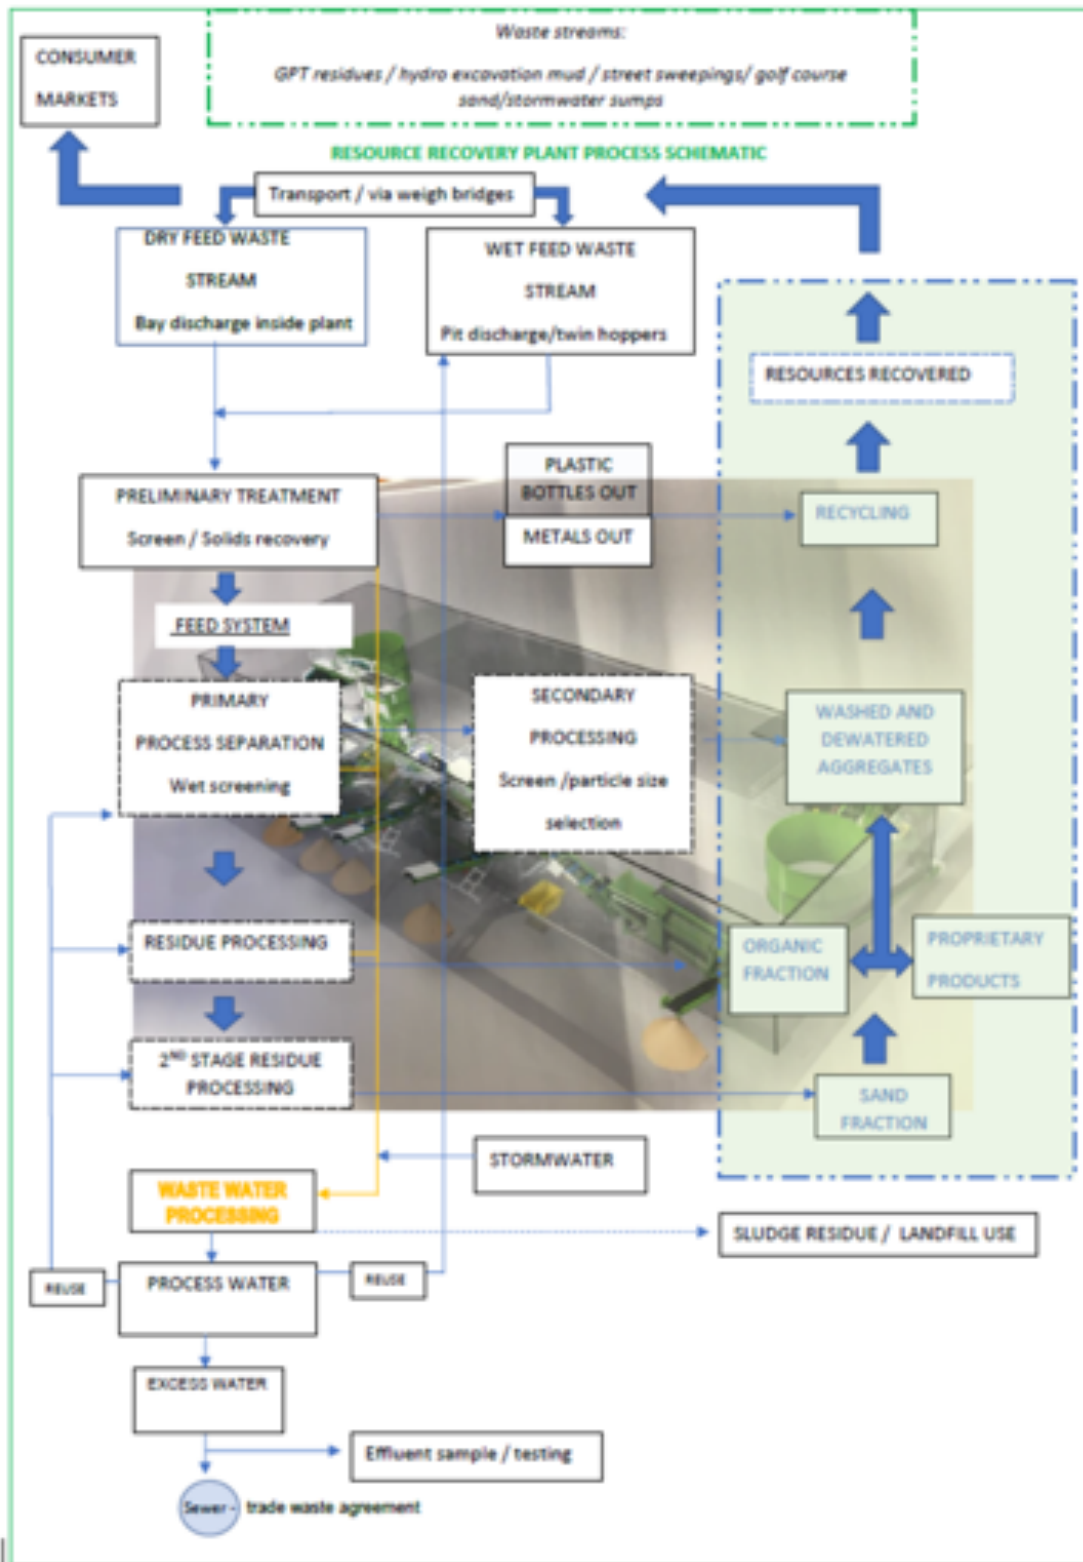 Waste streams:
GPT residues / hydro excavation mud / street sweepings/ golf course
sand/stormwater sumps
CONSUMER
MARKETS
RESOURCE RECOVERY PLANT PROCESS SCHEMATIC
Transport / via weigh bridges
DRY FEED WASTE
STREAM
Bay discharge inside plant
WET FEED WASTE
STREAM
Pit discharge/twin hoppers
RESOURCES RECOVERED
PLASTIC
BOTTLES OUT
METALS OUT
RECYCLING
PRELIMINARY TREATMENT
Screen / Solids recovery
FEED SYSTEM
PRIMARY
PROCESS SEPARATION
Wet screening
SECONDARY
PROCESSING
Screen /particle size
selection
WASHED AND
DEWATERED
AGGREGATES
RESIDUE PROCESSING
ORGANIC
FRACTION
PROPRIETARY
PRODUCTS
2ND STAGE RESIDUE
PROCESSING
SAND
FRACTION
STORMWATER
WASTE WATER
PROCESSING
SLUDGE RESIDUE / LANDFILL USE
REUSE
PROCESS WATER
REUSE
EXCESS WATER
Effluent sample / testing
Sewer - trade waste agreement